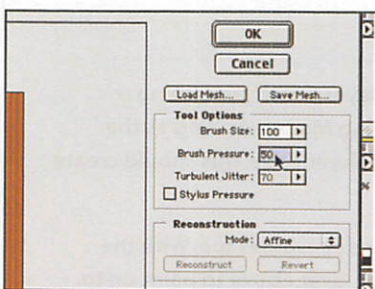 OK
Cancel
Load Mesh... Save Mesh...
Tool Options
Brush Size: 100
Brush Pressure: 50
Turbulent Jitter: 70
Stylus Pressure
Reconstruction
Mode: Affine
Reconstruct Revert
%